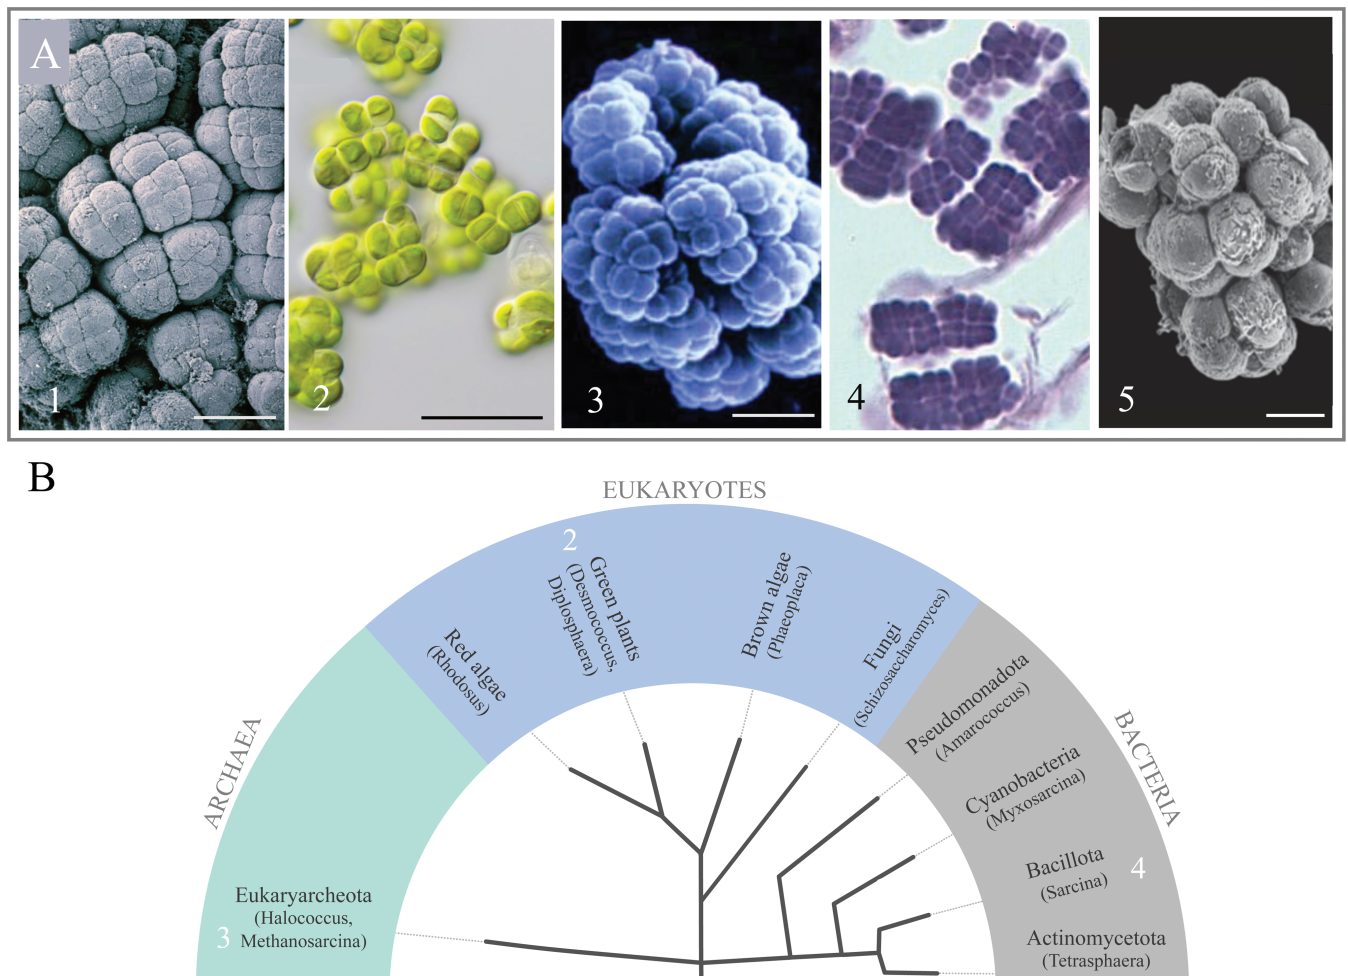 A
1
2
3
4
5
B
EUKARYOTES
ARCHAEA
BACTERIA
2
Red algae
(Rhodosus)
Green plants
(Desmococcus,
Diplosphaera)
Brown algae
(Phaeoplaca)
Fungi
(Schizosaccharomyces)
Pseudomonadota
(Amarococcus)
Cyanobacteria
(Myxosarcina)
Bacillota
(Sarcina)
4
Actinomycetota
(Tetrasphaera)
Eukaryarcheota
(Halococcus,
3 Methanosarcina)